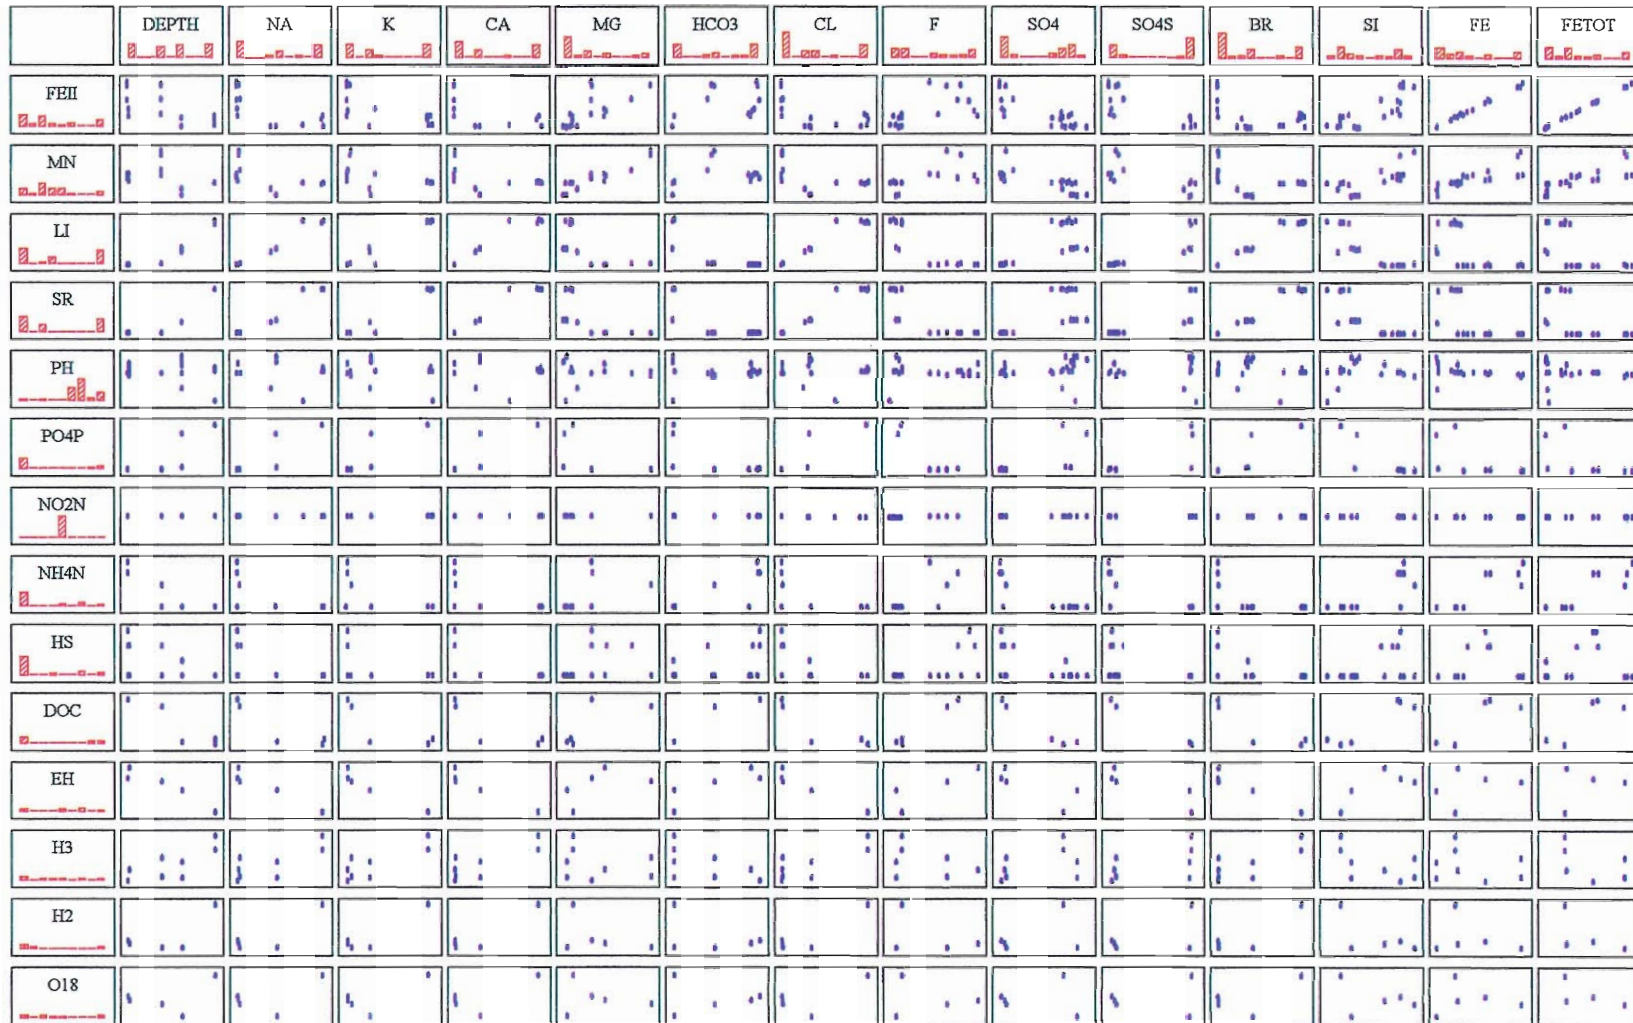 DEPTH NA K CA MG HCO3 CL F SO4 SO4S BR SI FE FETOT
FEII
MN
LI
SR
PH
PO4P
NO2N
NH4N
HS
DOC
EH
H3
H2
O18